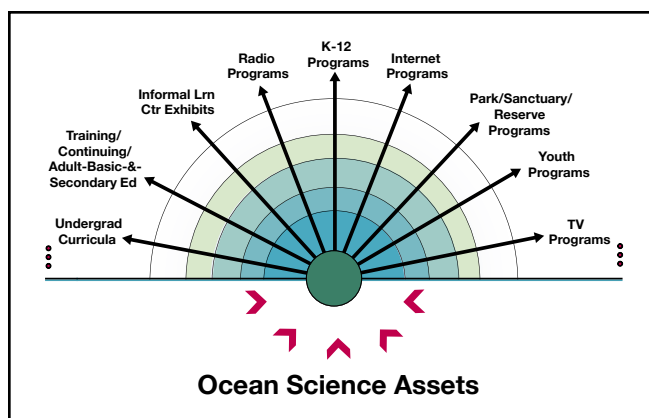 K-12
Programs
Radio
Programs
Internet
Programs
Informal Lrn
Ctr Exhibits
Park/Sanctuary/
Reserve
Programs
Training/
Continuing/
Adult-Basic-&-
Secondary Ed
Youth
Programs
Undergrad
Curricula
TV
Programs
Ocean Science Assets